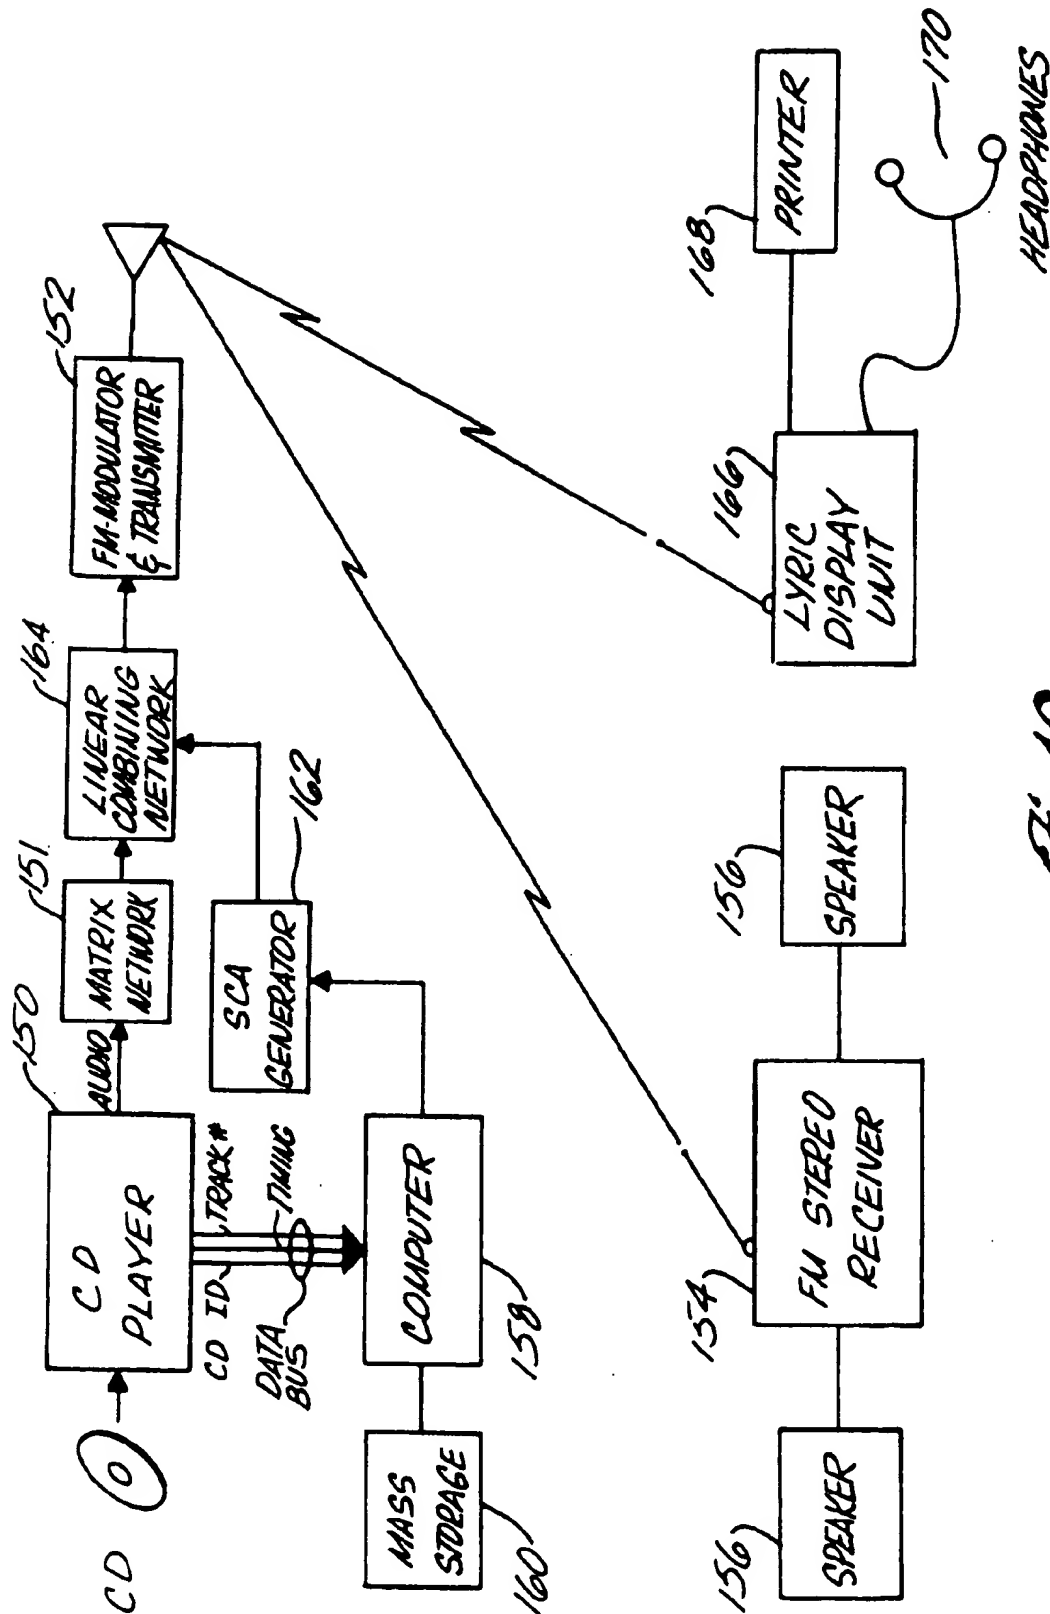 CD
CD
PLAYER
150
AUDIO
MATRIX
NETWORK
151
LINEAR
COMBINING
NETWORK
164
FM-MODULATOR
& TRANSMITTER
152
CD ID
TRACK#
TIMING
DATA
BUS
SCA
GENERATOR
162
MASS
STORAGE
160
COMPUTER
158
SPEAKER
156
FM STEREO
RECEIVER
154
SPEAKER
156
LYRIC
DISPLAY
UNIT
166
PRINTER
168
170
HEADPHONES